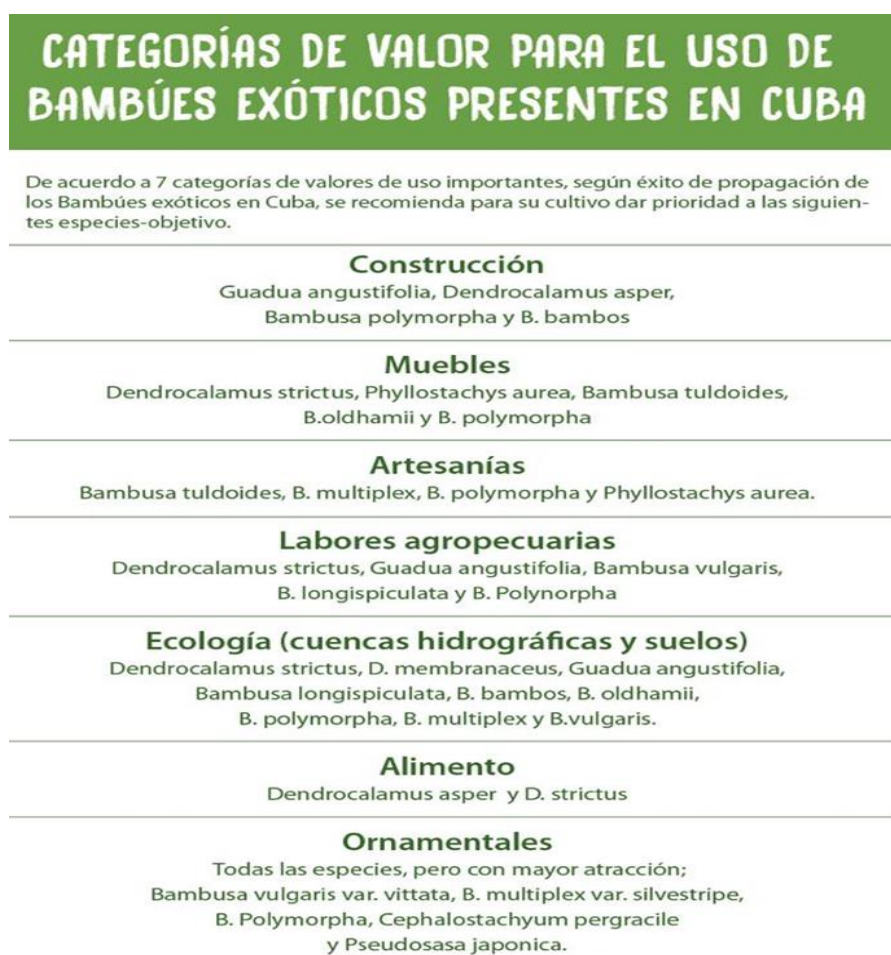 CATEGORÍAS DE VALOR PARA EL USO DE
BAMBÚES EXÓTICOS PRESENTES EN CUBA
De acuerdo a 7 categorías de valores de uso importantes, según éxito de propagación de
los Bambúes exóticos en Cuba, se recomienda para su cultivo dar prioridad a las siguien-
tes especies-objetivo.
Construcción
Guadua angustifolia, Dendrocalamus asper,
Bambusa polymorpha y B. bambos
Muebles
Dendrocalamus strictus, Phyllostachys aurea, Bambusa tuldoides,
B.oldhamii y B. polymorpha
Artesanías
Bambusa tuldoides, B. multiplex, B. polymorpha y Phyllostachys aurea.
Labores agropecuarias
Dendrocalamus strictus, Guadua angustifolia, Bambusa vulgaris,
B. longispiculata y B. Polynorpha
Ecología (cuencas hidrográficas y suelos)
Dendrocalamus strictus, D. membranaceus, Guadua angustifolia,
Bambusa longispiculata, B. bambos, B. oldhamii,
B. polymorpha, B. multiplex y B.vulgaris.
Alimento
Dendrocalamus asper y D. strictus
Ornamentales
Todas las especies, pero con mayor atracción;
Bambusa vulgaris var. vittata, B. multiplex var. silvestripe,
B. Polymorpha, Cephalostachyum pergracile
y Pseudosasa japonica.